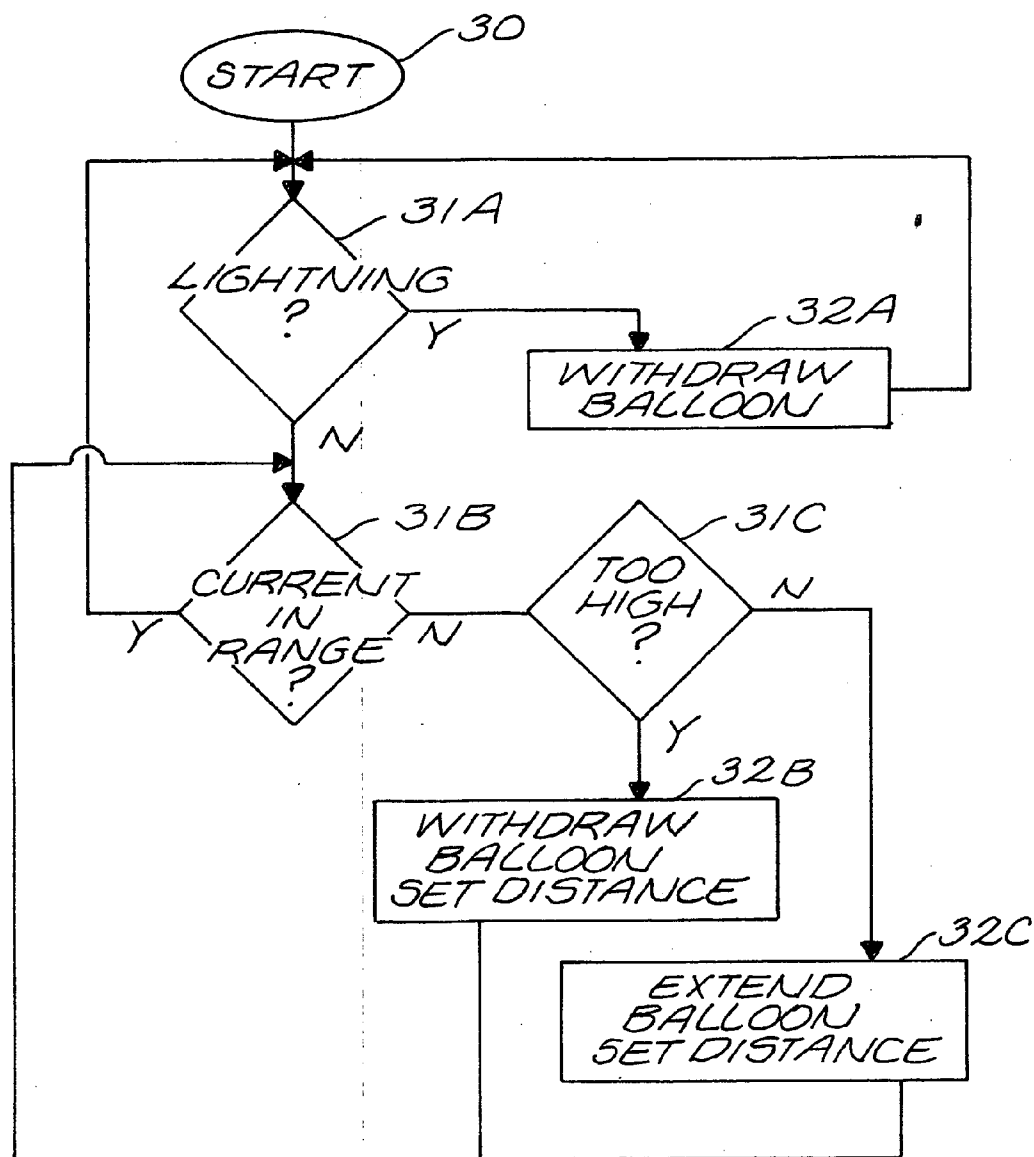 30
START
31A
LIGHTNING
?
Y
32A
WITHDRAW
BALLOON
N
31B
CURRENT
IN
RANGE
?
Y
N
31C
TOO
HIGH
?
N
Y
32B
WITHDRAW
BALLOON
SET DISTANCE
32C
EXTEND
BALLOON
SET DISTANCE